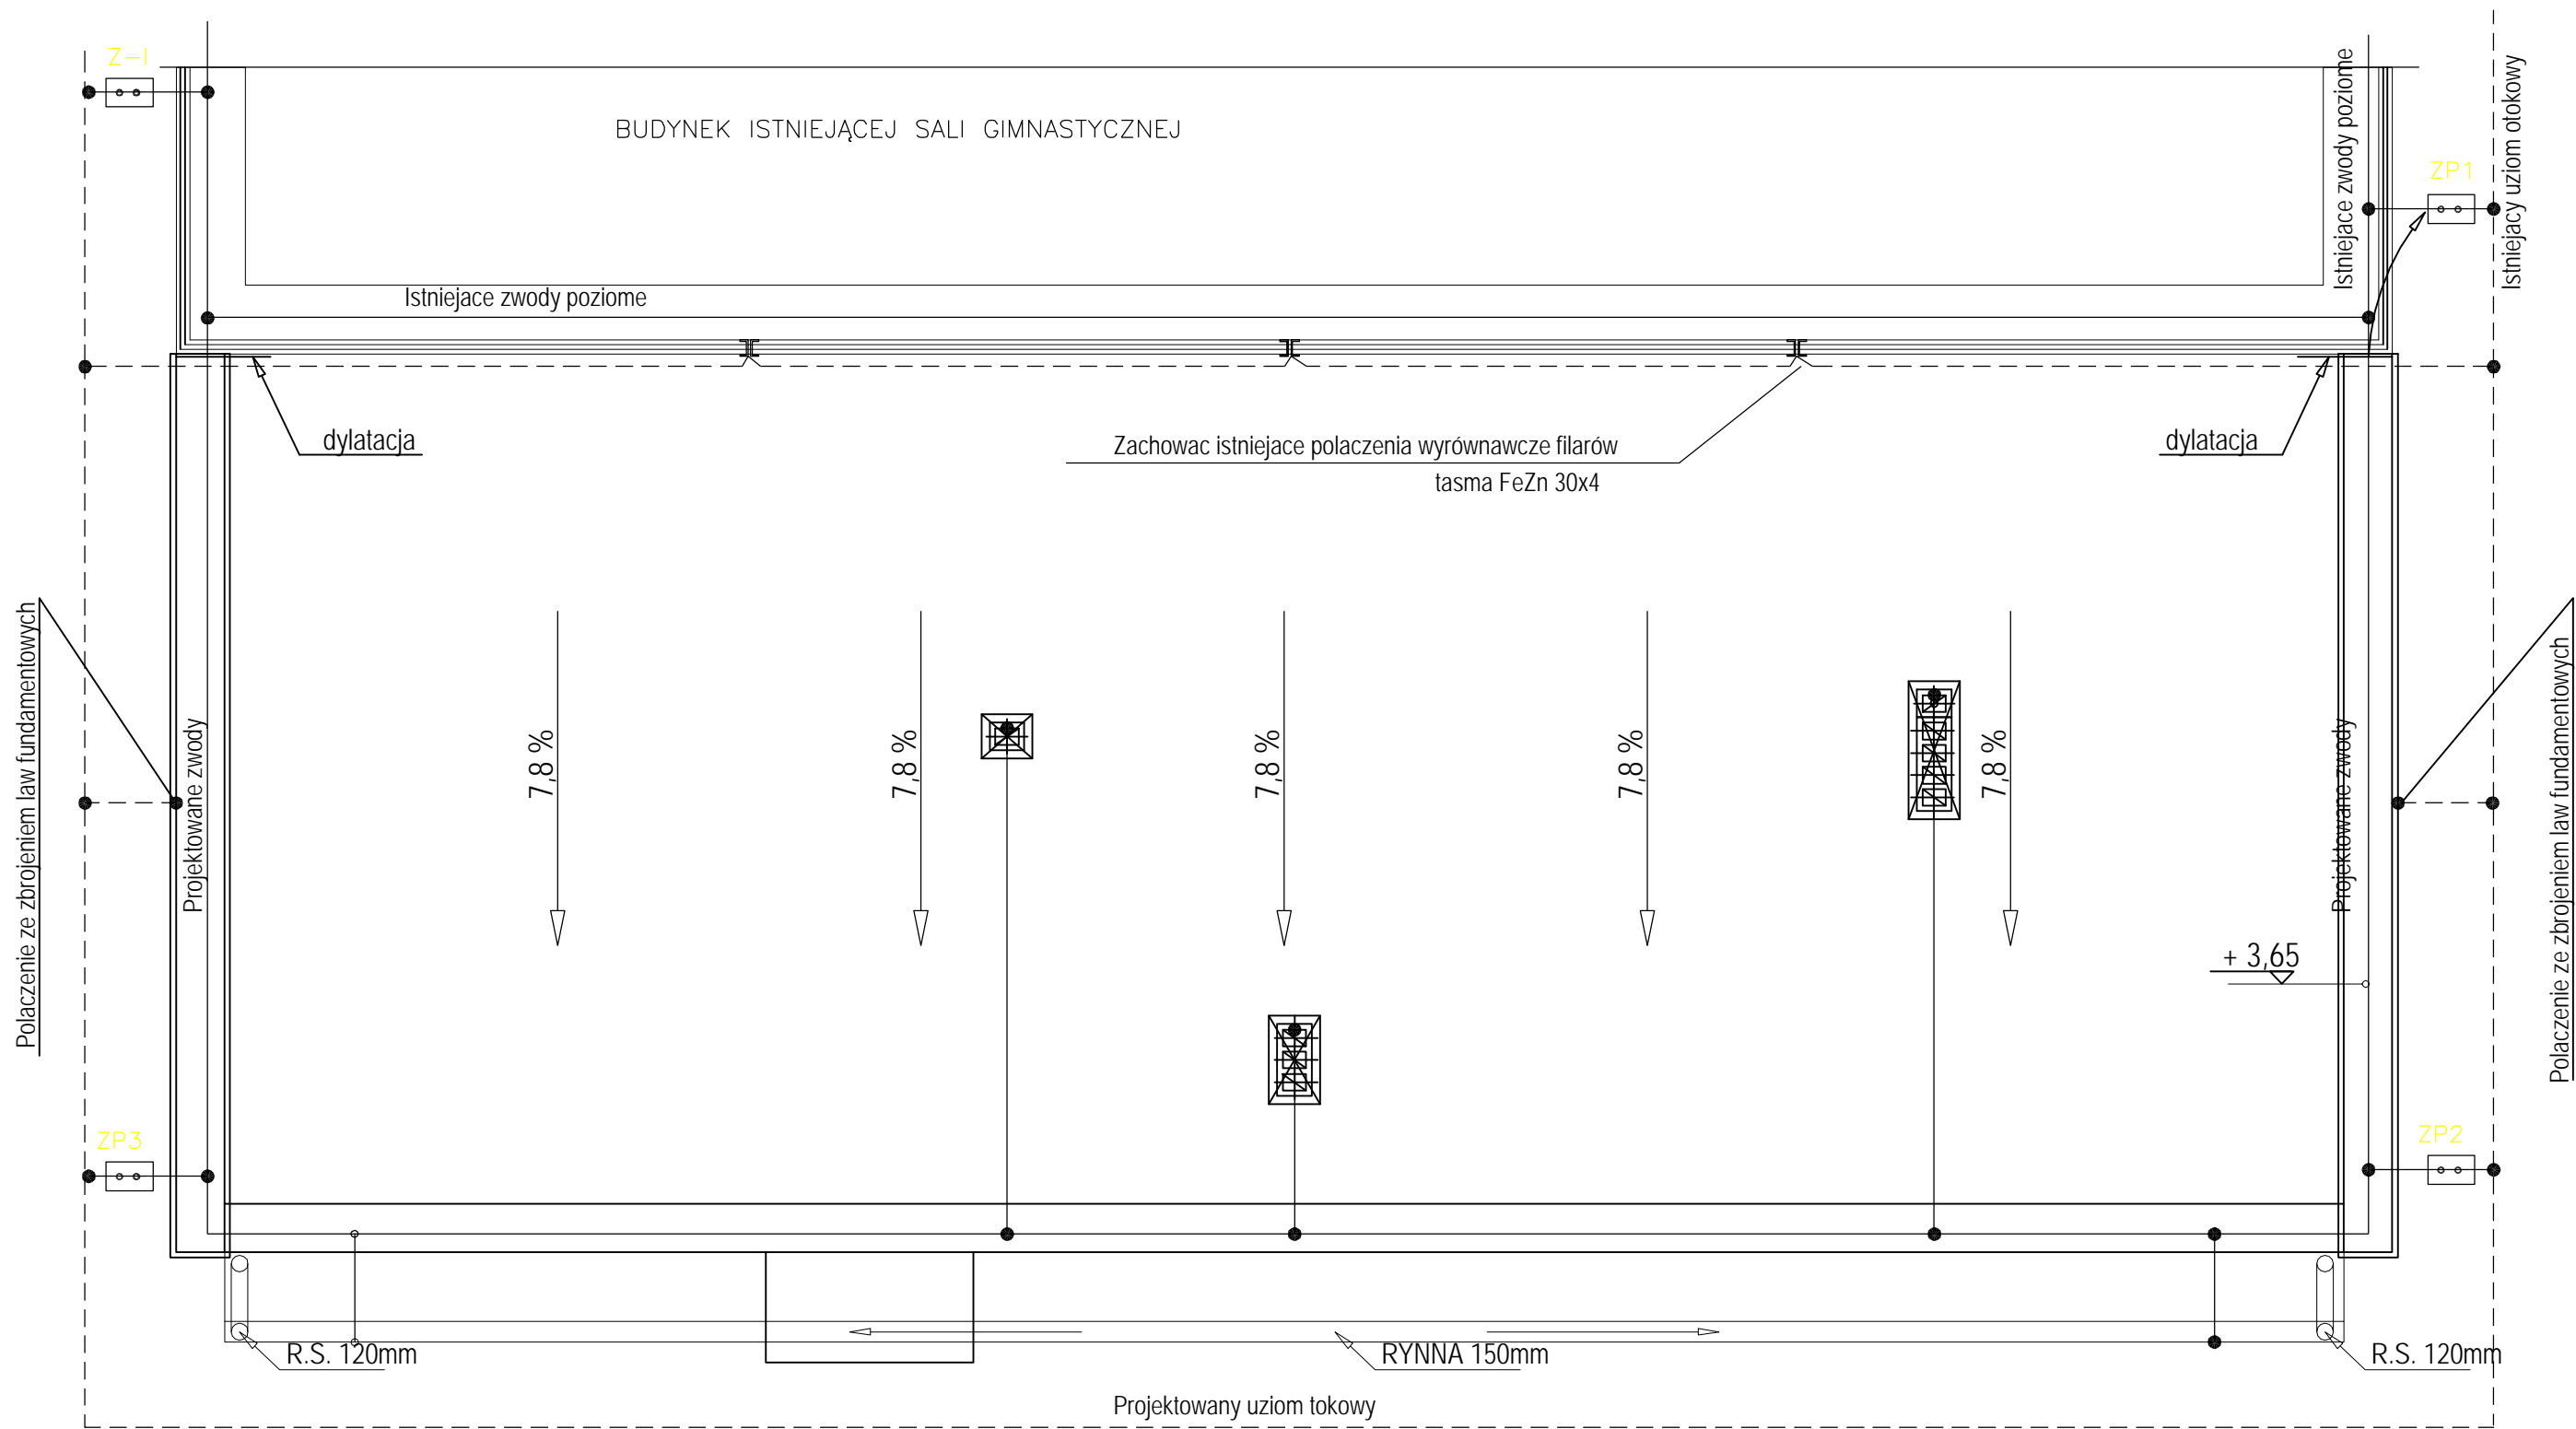 Z-I
BUDYNEK ISTNIEJĄCEJ SALI GIMNASTYCZNEJ
Istniejace zwody poziome
Istniejacy uziom otokowy
ZP1
Istniejace zwody poziome
dylatacja
Zachowac istniejace polaczenia wyrównawcze filarów
tasma FeZn 30x4
dylatacja
Polaczenie ze zbrojeniem law fundamentowych
Projektowane zwody
7,8 %
7,8 %
7,8 %
7,8 %
7,8 %
Projektowane zwody
Polaczenie ze zbrojeniem law fundamentowych
+ 3,65
ZP3
ZP2
R.S. 120mm
RYNNA 150mm
R.S. 120mm
Projektowany uziom tokowy